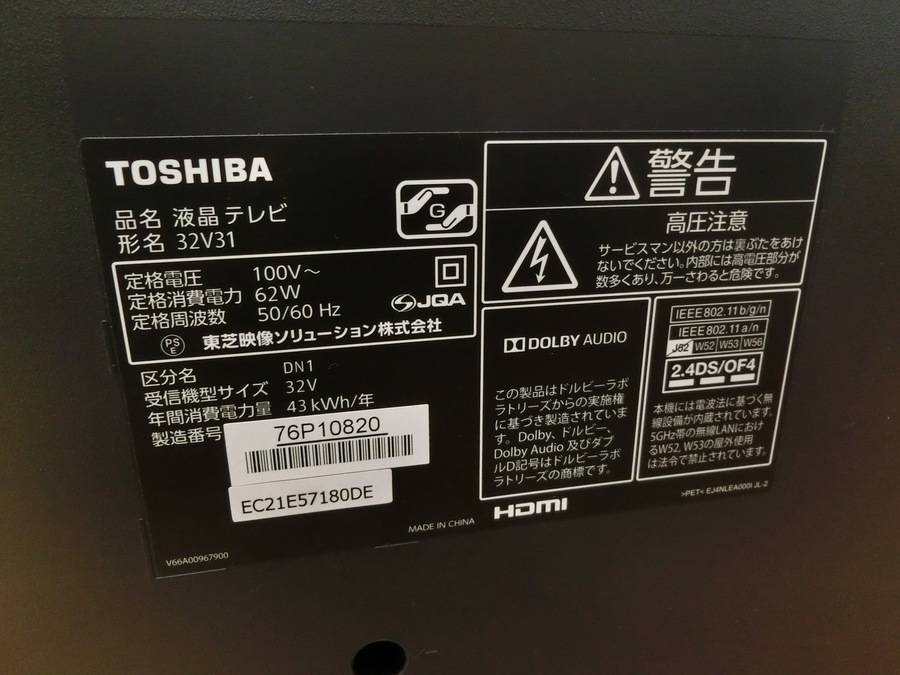 TOSHIBA
品名 液晶テレビ
形名 32V31
G
定格電圧 100V～
定格消費電力 62W
定格周波数 50/60 Hz
JQA
PS
E
東芝映像ソリューション株式会社
区分名 DN1
受信機型サイズ 32V
年間消費電力量 43 kWh/年
製造番号
76P10820
EC21E57180DE
MADE IN CHINA
V66A00967900
警告
高圧注意
サービスマン以外の方は裏ぶたをあけ
ないでください。内部には高電圧部分が
数多くあり、万一さわると危険です。
DOLBY AUDIO
この製品はドルビーラボ
ラトリーズからの実施権
に基づき製造されていま
す。Dolby、ドルビー、
Dolby Audio 及びダブ
ルD記号はドルビーラボ
ラトリーズの商標です。
HDMI
IEEE802.11b/g/n
IEEE802.11a/n
J52 W52 W53 W56
2.4DS/OF4
本機には電波法に基づく無
線設備が内蔵されています。
5GHz帯の無線LANにおけ
るW52, W53の屋外使用
は法令で禁止されています。
>PET< EJ4NLEA000I JL-2